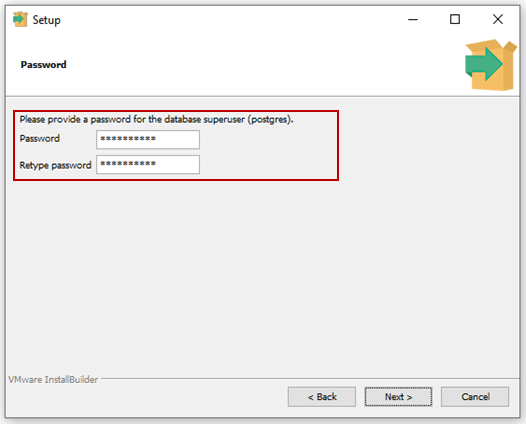 Setup
Password
Please provide a password for the database superuser (postgres).
Password **********
Retype password **********
VMware InstallBuilder
< Back Next > Cancel